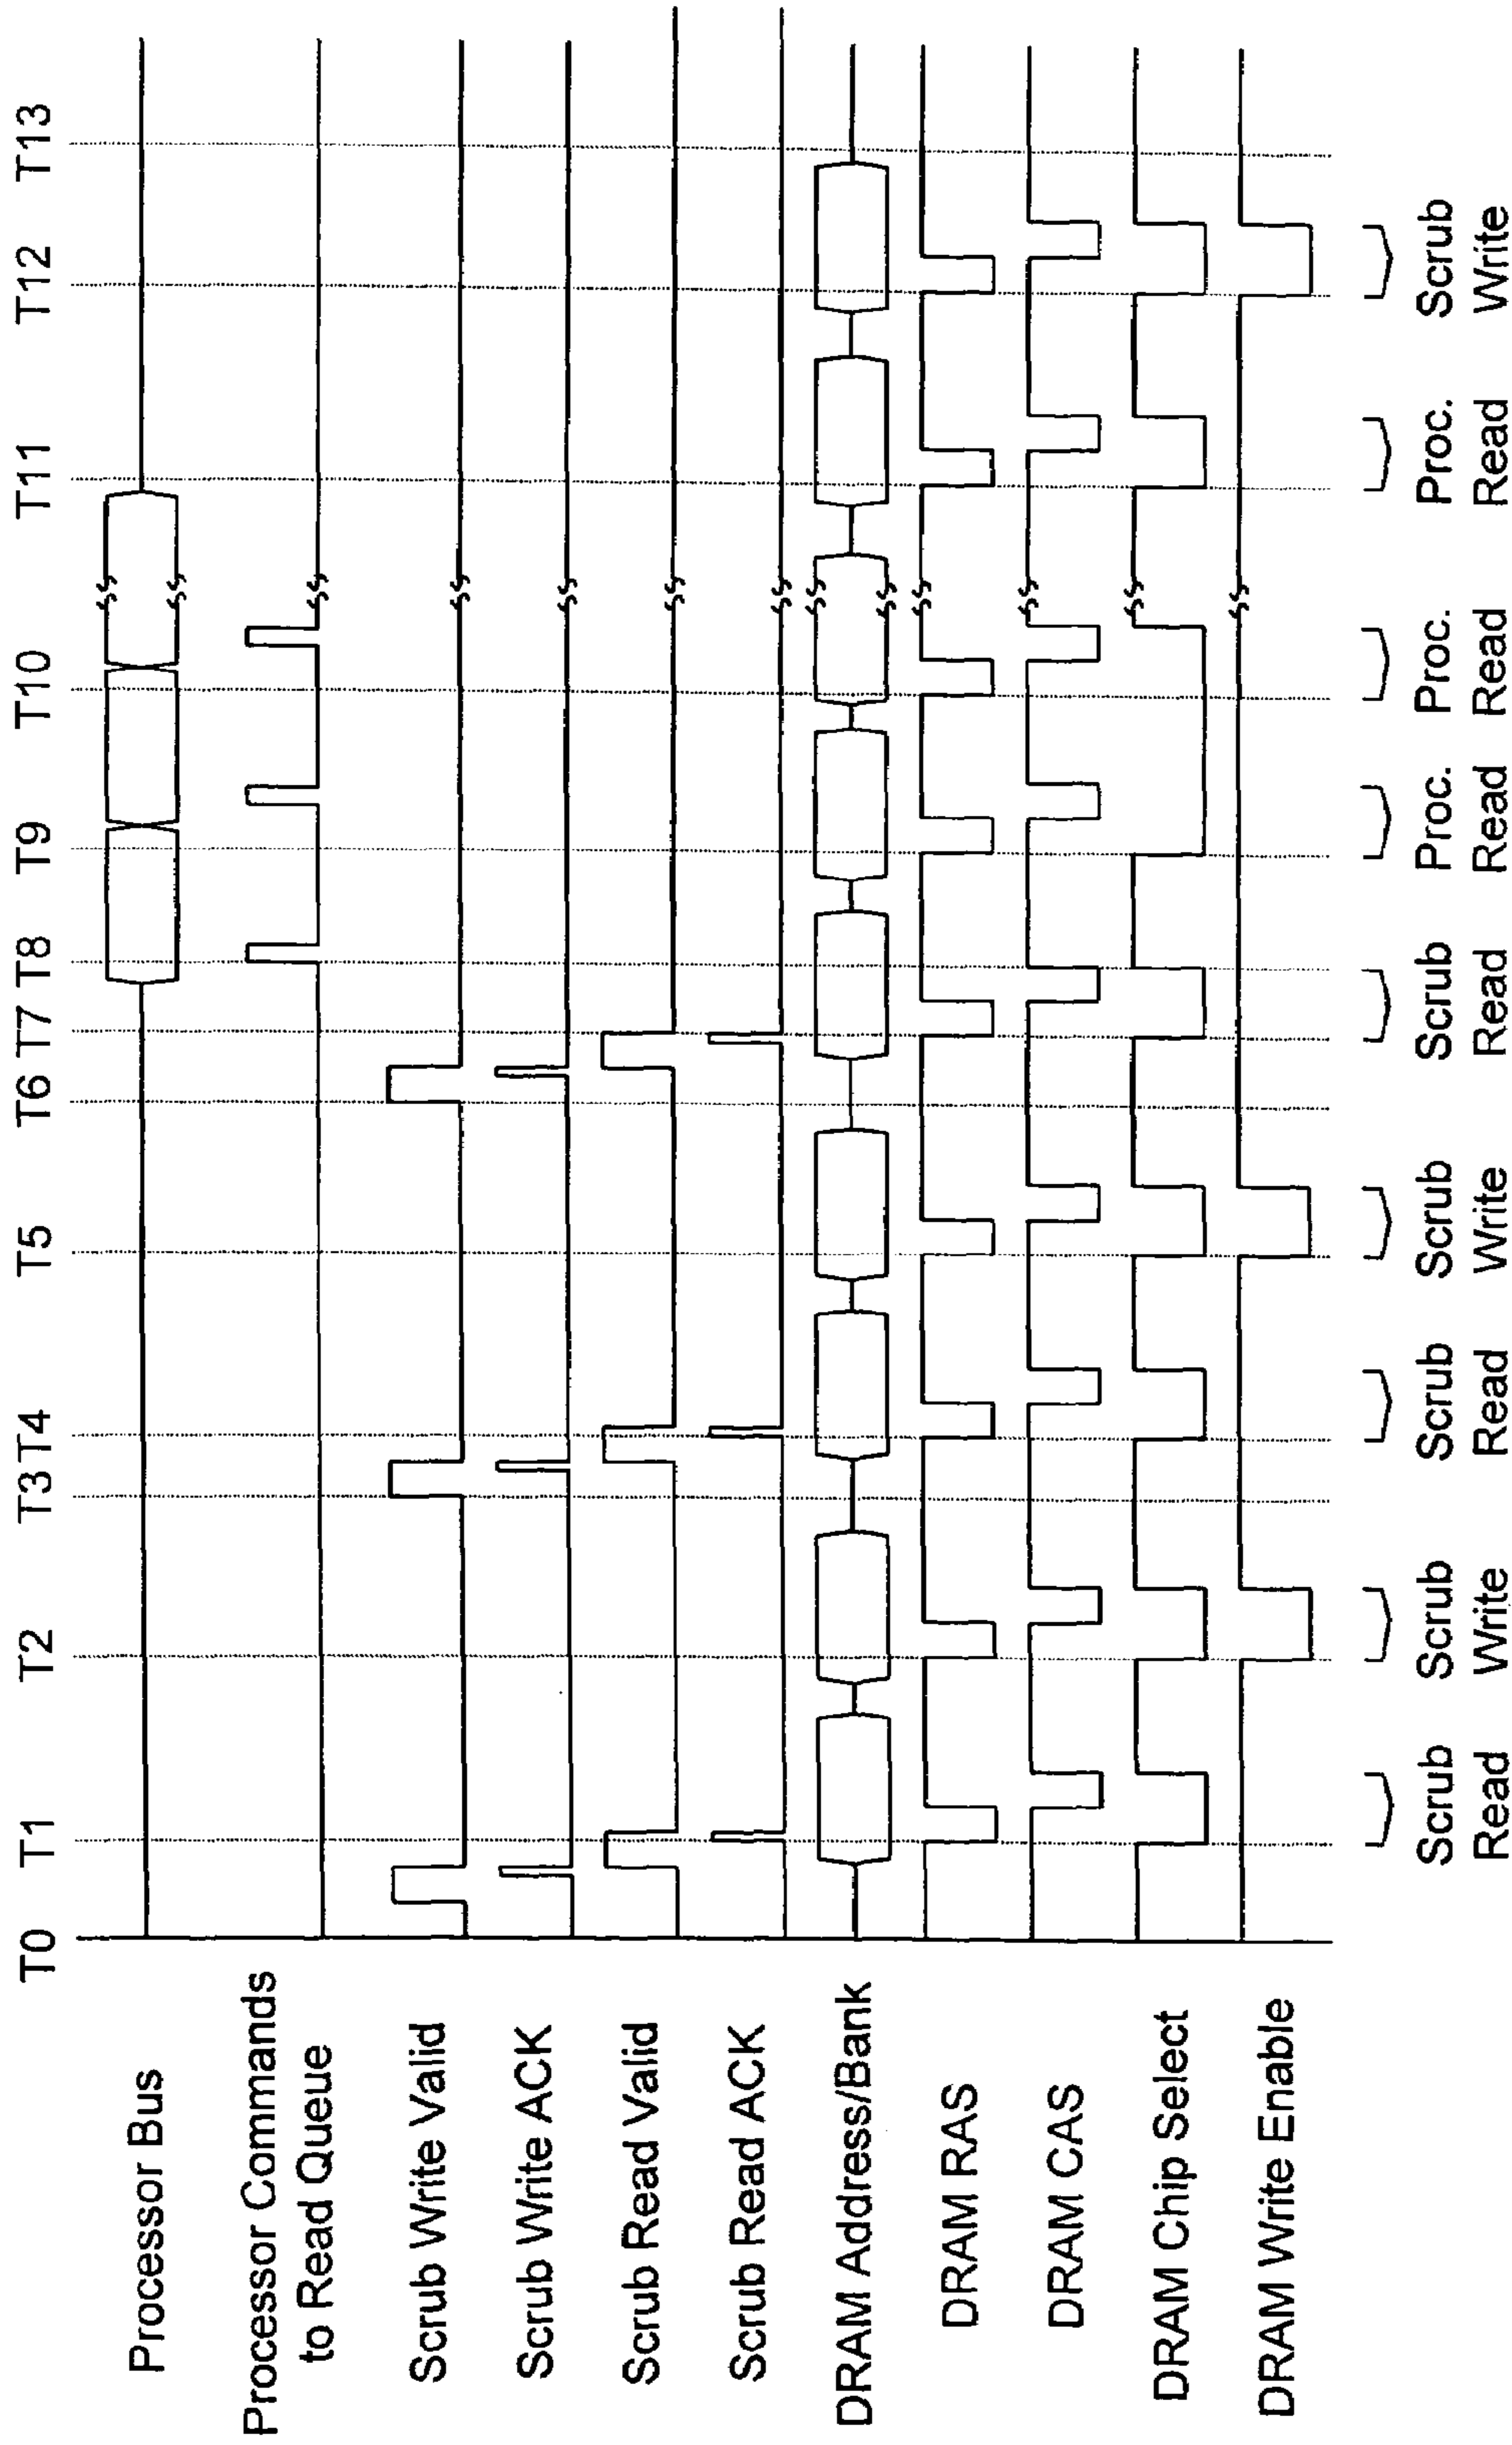 T0 T1 T2 T3 T4 T5 T6 T7 T8 T9 T10 T11 T12 T13
Processor Bus
Processor Commands
to Read Queue
Scrub Write Valid
Scrub Write ACK
Scrub Read Valid
Scrub Read ACK
DRAM Address/Bank
DRAM RAS
DRAM CAS
DRAM Chip Select
DRAM Write Enable
Scrub Scrub Scrub Scrub Scrub Proc. Proc. Proc. Scrub
Read Write Read Write Read Read Read Read Write